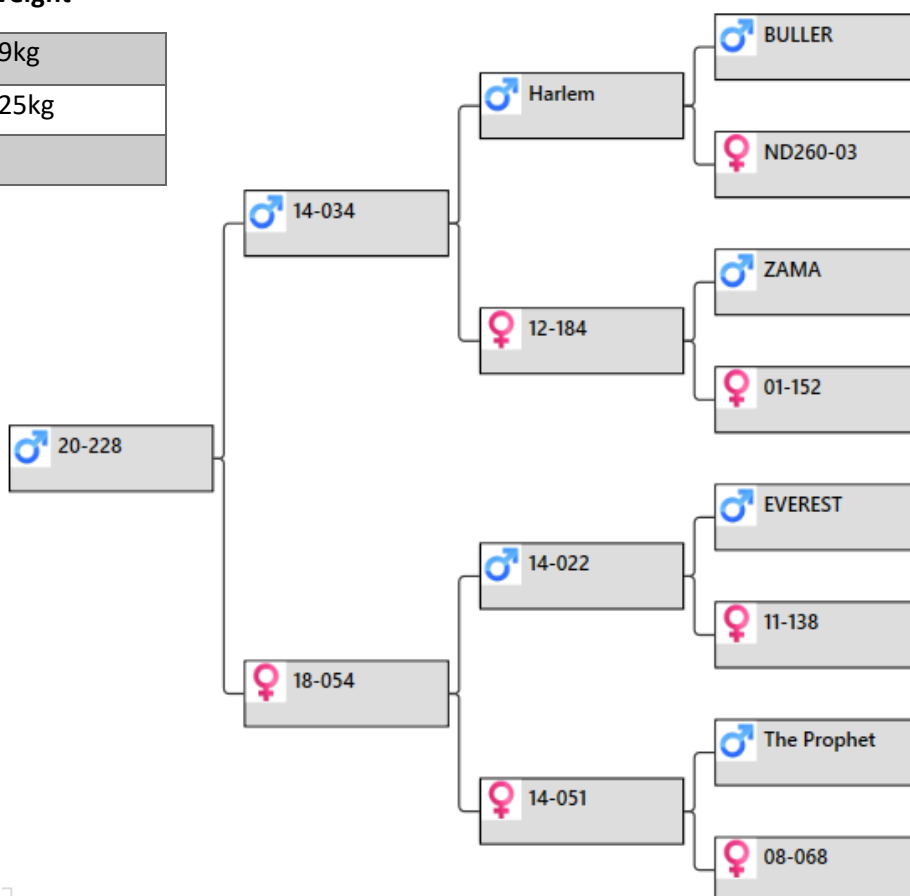 9kg
25kg
BULLER
Harlem
ND260-03
14-034
ZAMA
12-184
01-152
20-228
EVEREST
14-022
11-138
18-054
The Prophet
14-051
08-068